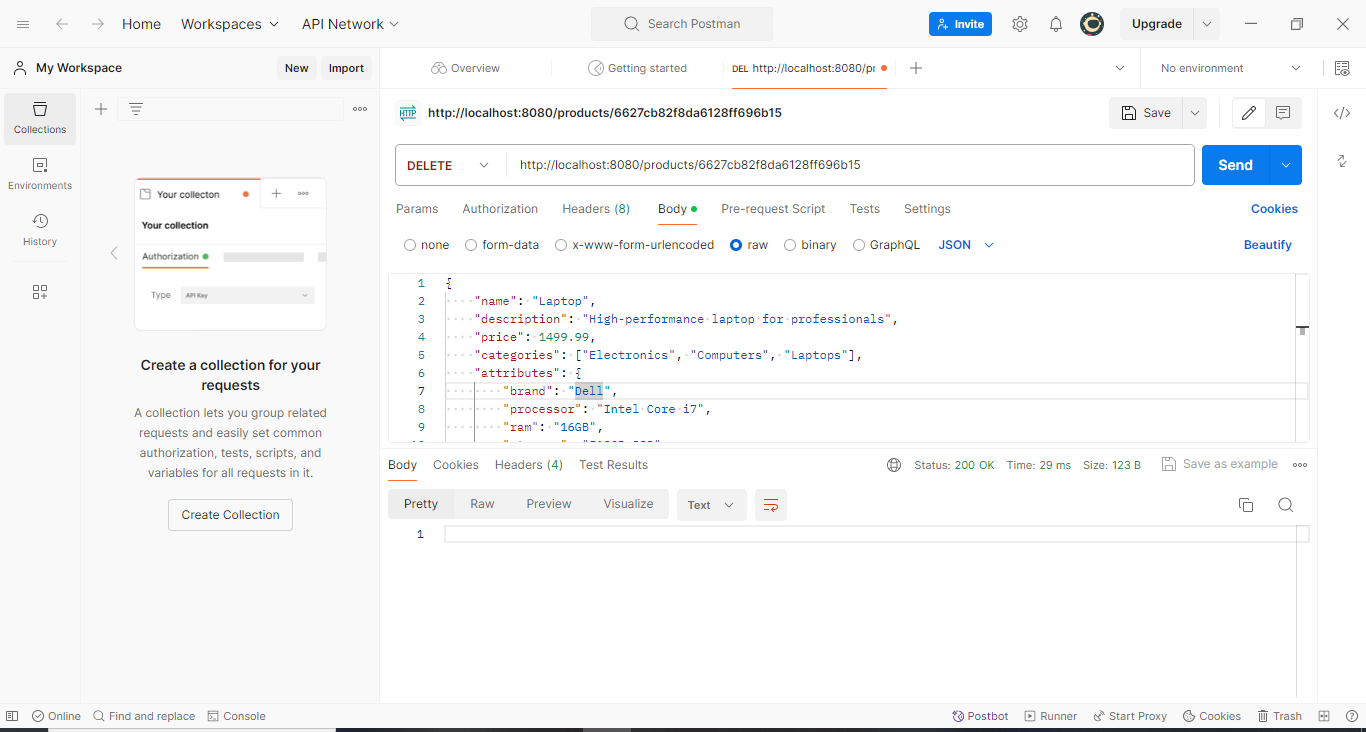 Home Workspaces API Network Search Postman Invite Upgrade
My Workspace New Import Overview Getting started DEL http://localhost:8080/pr No environment
Collections
Environments
History
Your collecton
Your collection
Authorization
Type API Key
Create a collection for your
requests
A collection lets you group related
requests and easily set common
authorization, tests, scripts, and
variables for all requests in it.
Create Collection
HTTP http://localhost:8080/products/6627cb82f8da6128ff696b15 Save
DELETE http://localhost:8080/products/6627cb82f8da6128ff696b15 Send
Params Authorization Headers (8) Body Pre-request Script Tests Settings Cookies
none form-data x-www-form-urlencoded raw binary GraphQL JSON Beautify
1 {
2 "name": "Laptop",
3 "description": "High-performance laptop for professionals",
4 "price": 1499.99,
5 "categories": ["Electronics", "Computers", "Laptops"],
6 "attributes": {
7 "brand": "Dell",
8 "processor": "Intel Core i7",
9 "ram": "16GB",
Body Cookies Headers (4) Test Results Status: 200 OK Time: 29 ms Size: 123 B Save as example
Pretty Raw Preview Visualize Text
1
Online Find and replace Console Postbot Runner Start Proxy Cookies Trash